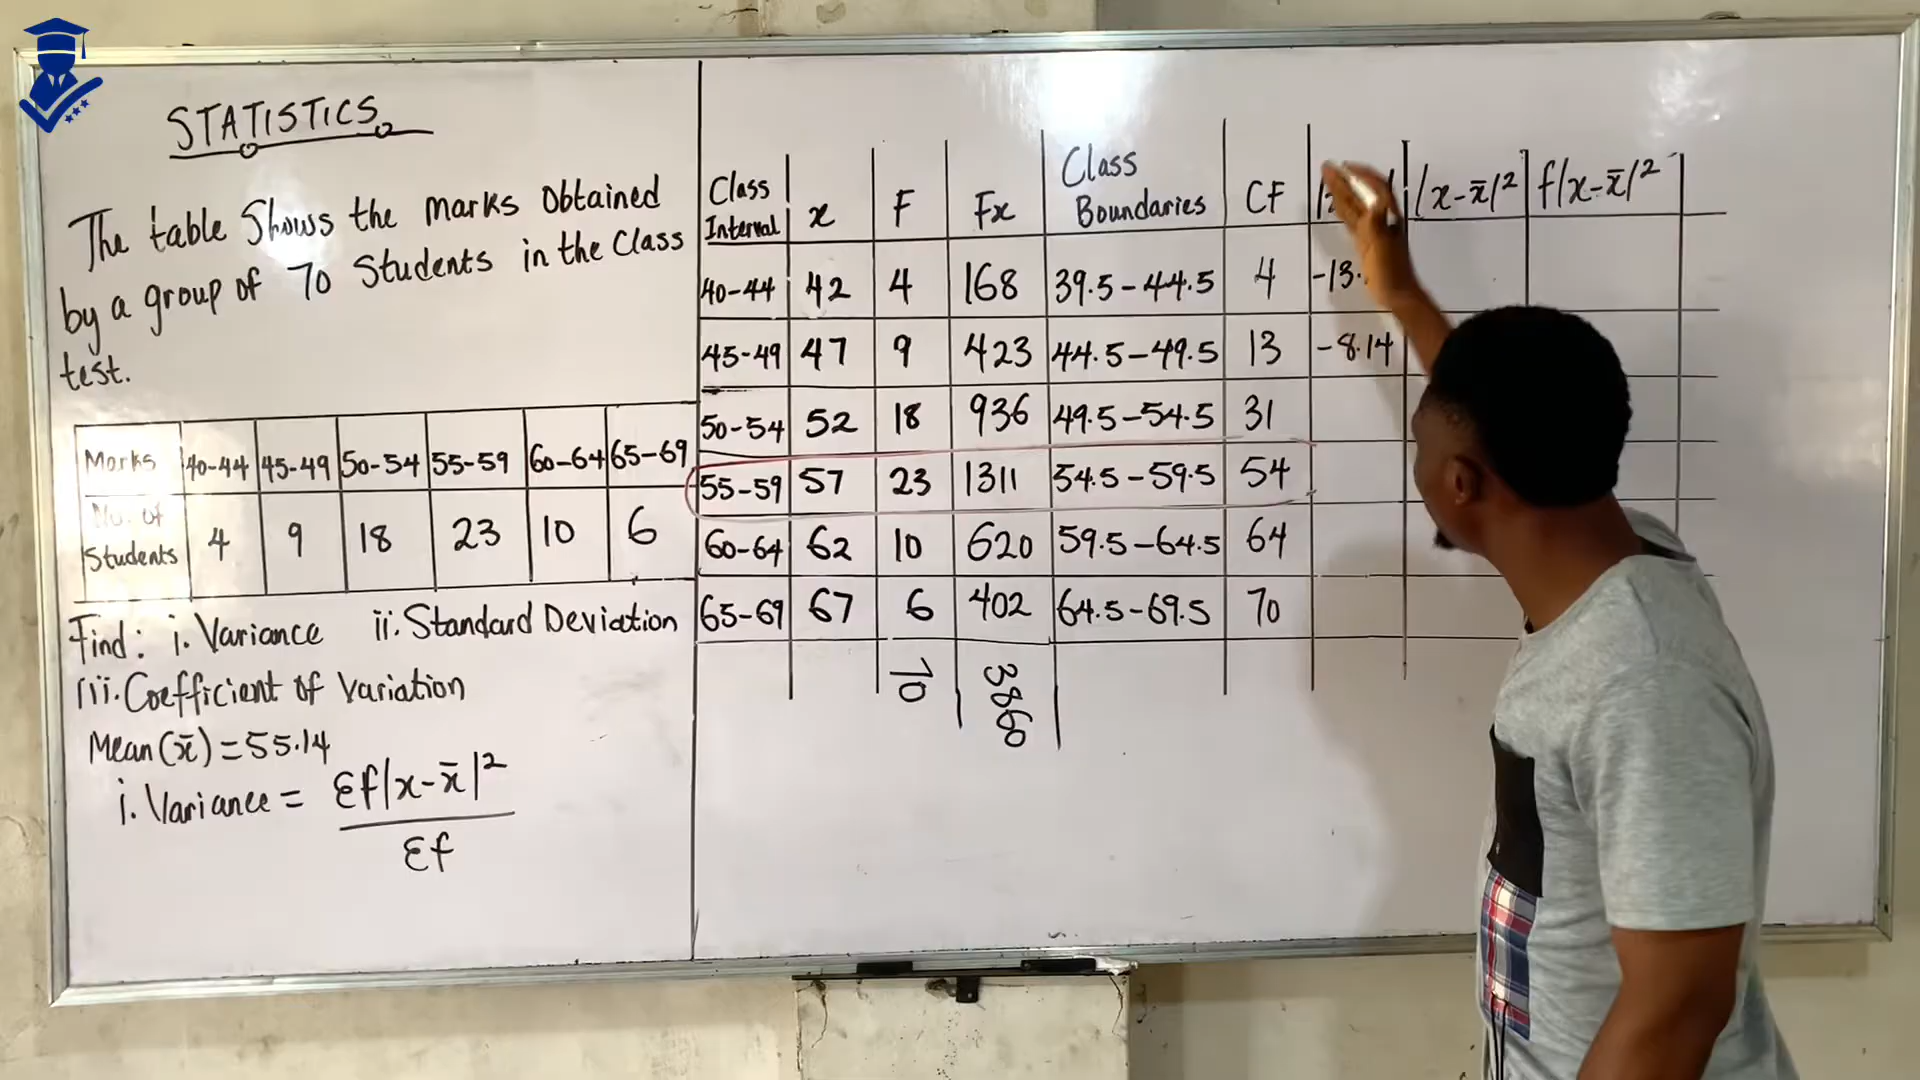 STATISTICS
The table Shows the marks Obtained
by a group of 70 Students in the Class
test.
Marks 40-44 45-49 50-54 55-59 60-64 65-69
No. of
Students 4 9 18 23 10 6
Find: i. Variance ii. Standard Deviation
iii. Coefficient of Variation
Mean (x̄) = 55.14
i. Variance = Ɛf|x-x̄|²
Ɛf
Class
Interval x F Fx Class
Boundaries CF |x-x̄|² f|x-x̄|²
40-44 42 4 168 39.5-44.5 4 -13.
45-49 47 9 423 44.5-49.5 13 -8.14
50-54 52 18 936 49.5-54.5 31
55-59 57 23 1311 54.5-59.5 54
60-64 62 10 620 59.5-64.5 64
65-69 67 6 402 64.5-69.5 70
70 3860